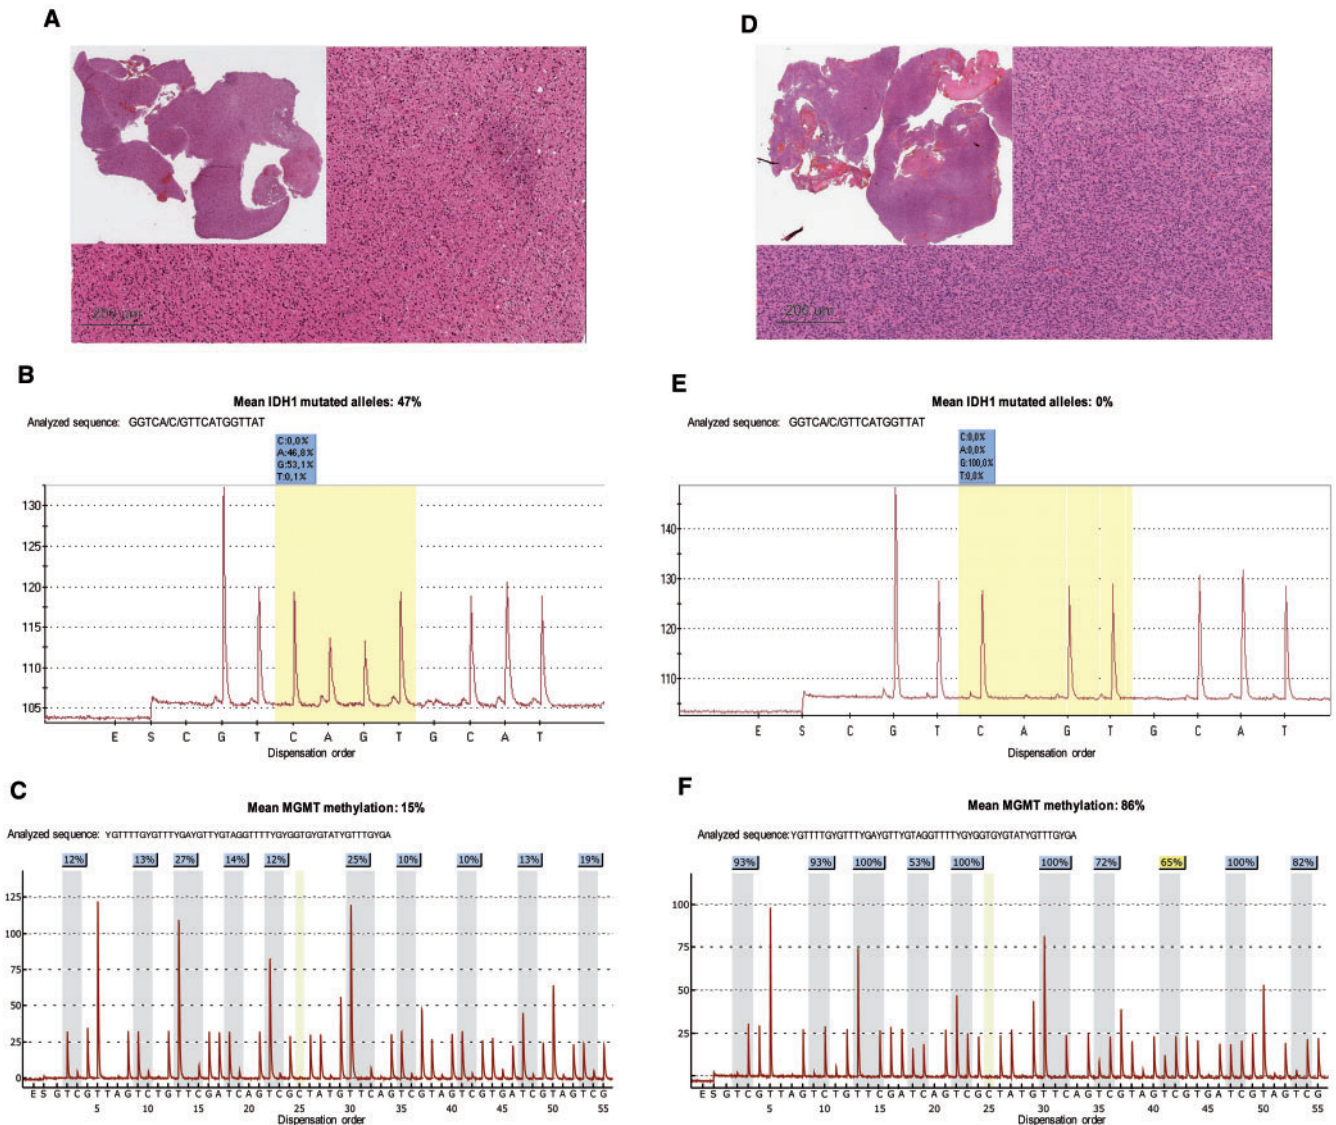 A
200 um
B
Mean IDH1 mutated alleles: 47%
Analyzed sequence: GGTCA/C/GTTCATGGTTAT
C:0,0%
A:46,8%
G:53,1%
T:0,1%
130
125
120
115
110
105
E S C G T C A G T G C A T
Dispensation order
C
Mean MGMT methylation: 15%
Analyzed sequence: YGTTTTGYGTTTYGAYGTTYGTAGGTTTTYGYGGTGYGTATYGTTTGYGA
12% 13% 27% 14% 12% 25% 10% 10% 13% 19%
125
100
75
50
25
0
E S G T C G T T A G T C T G T T C G A T C A G T C G C T A T G T T C A G T C G T A G T C G T G A T C G T A G T C G
5 10 15 20 25 30 35 40 45 50 55
Dispensation order
D
200 um
E
Mean IDH1 mutated alleles: 0%
Analyzed sequence: GGTCA/C/GTTCATGGTTAT
C:0,0%
A:0,0%
G:100,0%
T:0,0%
140
130
120
110
E S C G T C A G T G C A T
Dispensation order
F
Mean MGMT methylation: 86%
Analyzed sequence: YGTTTTGYGTTTYGAYGTTYGTAGGTTTTYGYGGTGYGTATYGTTTGYGA
93% 93% 100% 53% 100% 100% 72% 65% 100% 82%
100
75
50
25
E S G T C G T T A G T C T G T T C G A T C A G T C G C T A T G T T C A G T C G T A G T C G T G A T C G T A G T C G
5 10 15 20 25 30 35 40 45 50 55
Dispensation order